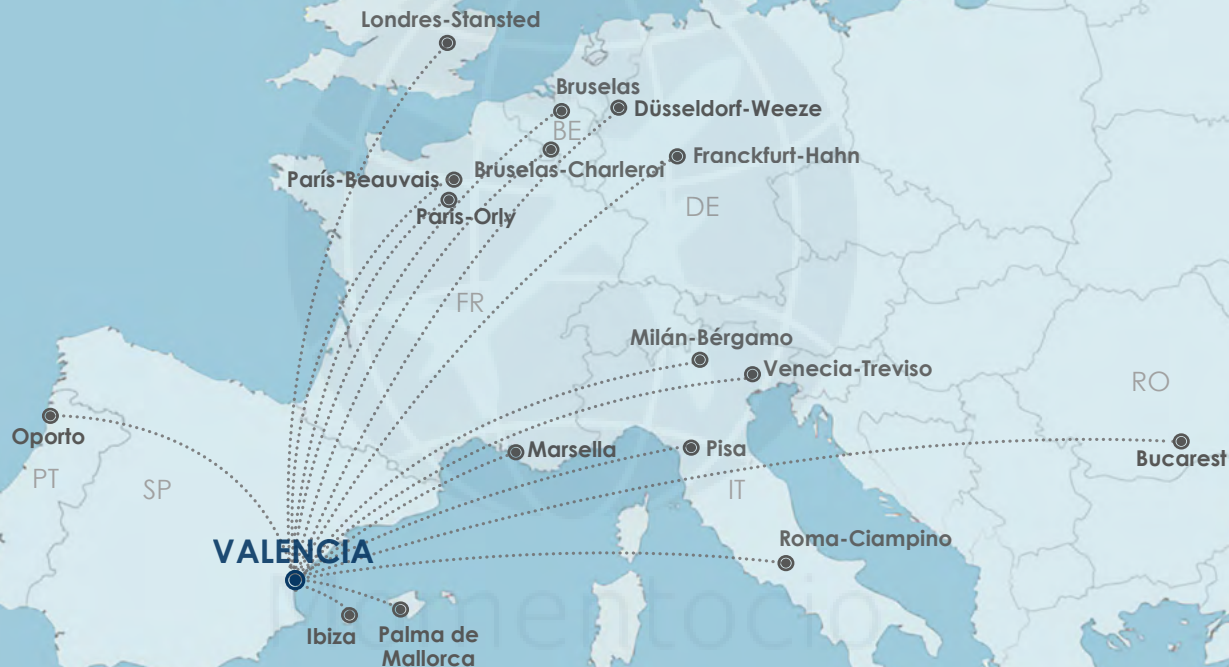 Londres-Stansted
Bruselas
Düsseldorf-Weeze
BE
Franckfurt-Hahn
Bruselas-Charleroi
París-Beauvais
París-Orly
DE
FR
Milán-Bérgamo
Venecia-Treviso
RO
Oporto
Marsella
Pisa
Bucarest
PT
SP
IT
VALENCIA
Roma-Ciampino
Momentocio
Ibiza
Palma de
Mallorca